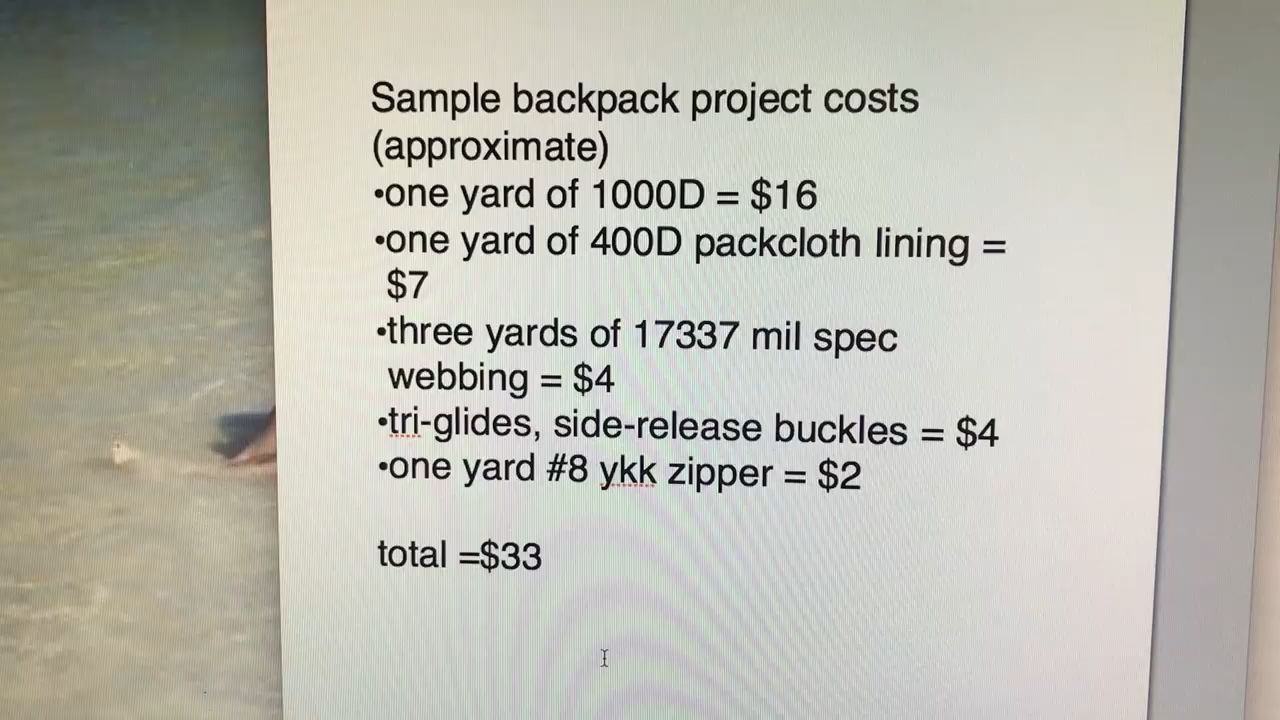 Sample backpack project costs
(approximate)
•one yard of 1000D = $16
•one yard of 400D packcloth lining =
$7
•three yards of 17337 mil spec
webbing = $4
•tri-glides, side-release buckles = $4
•one yard #8 ykk zipper = $2
total =$33